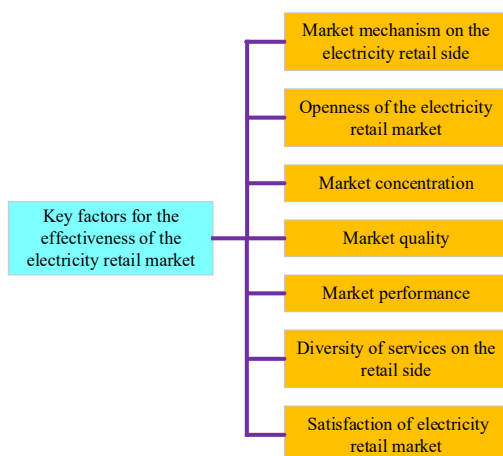 Market mechanism on the
electricity retail side
Openness of the electricity
retail market
Market concentration
Key factors for the
effectiveness of the
electricity retail market
Market quality
Market performance
Diversity of services on the
retail side
Satisfaction of electricity
retail market